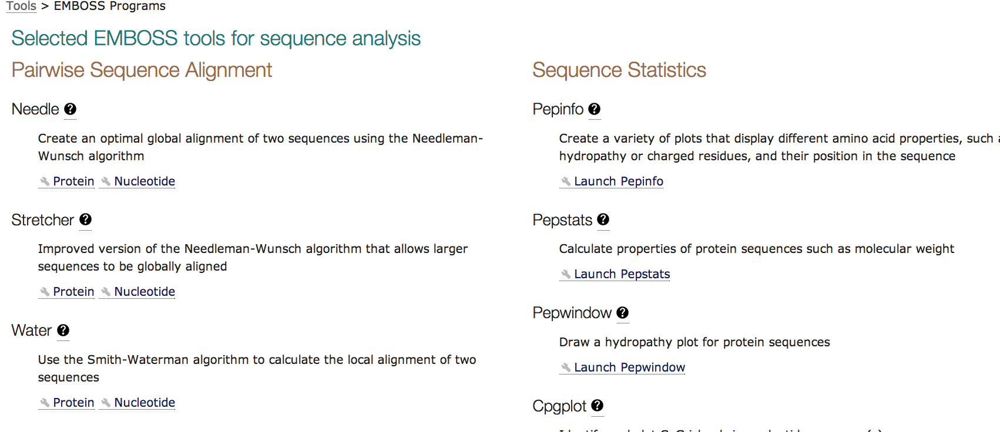 Tools > EMBOSS Programs
Selected EMBOSS tools for sequence analysis
Pairwise Sequence Alignment
Needle ?
Create an optimal global alignment of two sequences using the Needleman-
Wunsch algorithm
Protein Nucleotide
Stretcher ?
Improved version of the Needleman-Wunsch algorithm that allows larger
sequences to be globally aligned
Protein Nucleotide
Water ?
Use the Smith-Waterman algorithm to calculate the local alignment of two
sequences
Protein Nucleotide
Sequence Statistics
Pepinfo ?
Create a variety of plots that display different amino acid properties, such
hydropathy or charged residues, and their position in the sequence
Launch Pepinfo
Pepstats ?
Calculate properties of protein sequences such as molecular weight
Launch Pepstats
Pepwindow ?
Draw a hydropathy plot for protein sequences
Launch Pepwindow
Cpgplot ?